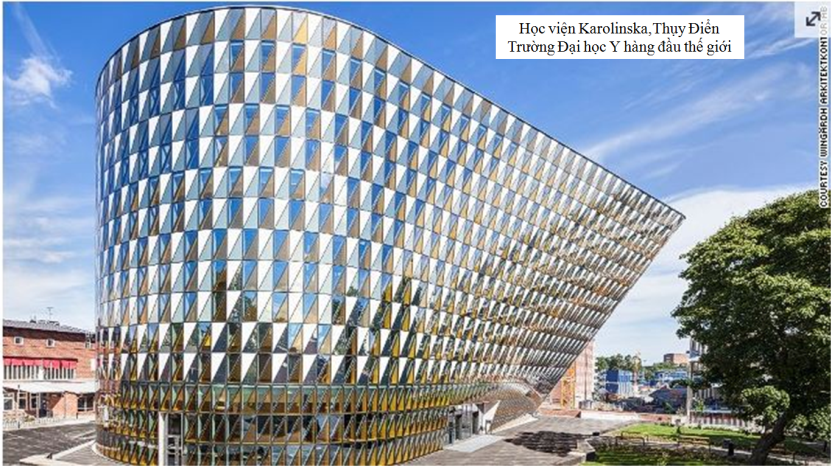 Học viện Karolinska,Thụy Điển
Trường Đại học Y hàng đầu thế giới
COURTESY WINGÅRDH ARKITEKTKONTOR AB